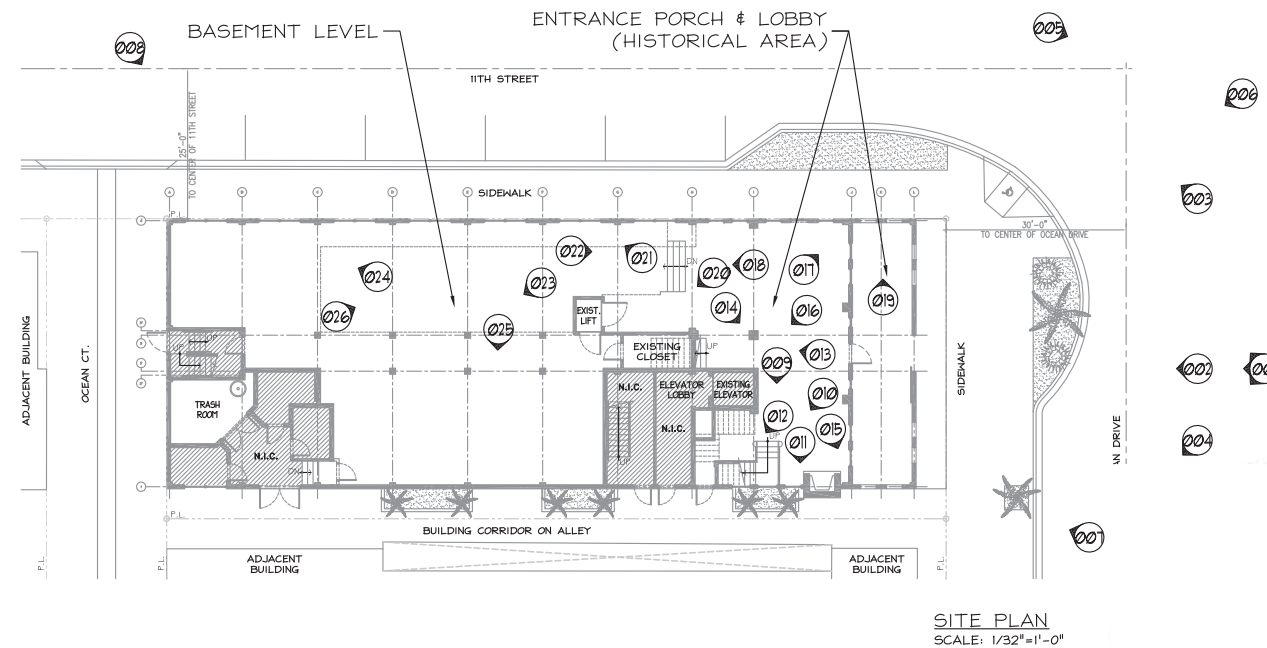 ENTRANCE PORCH & LOBBY
(HISTORICAL AREA)
BASEMENT LEVEL
005
008
11TH STREET
006
25'-0"
TO CENTER OF 11TH STREET
SIDEWALK
003
A
B
C
D
E
F
G
H
I
J
K
L
P.L.
30'-0"
TO CENTER OF OCEAN DRIVE
022
021
DN
020
018
017
024
023
014
016
019
026
025
EXIST.
LIFT
UP
UP
EXISTING
CLOSET
UP
009
013
002
ADJACENT BUILDING
OCEAN CT.
SIDEWALK
TRASH
ROOM
N.I.C.
ELEVATOR
LOBBY
EXISTING
ELEVATOR
010
012
N.I.C.
011
015
UP
UP
N.I.C.
DN
004
AN DRIVE
P.L.
BUILDING CORRIDOR ON ALLEY
007
ADJACENT
BUILDING
ADJACENT
BUILDING
P.L.
P.L.
P.L.
SITE PLAN
SCALE: 1/32"=1'-0"